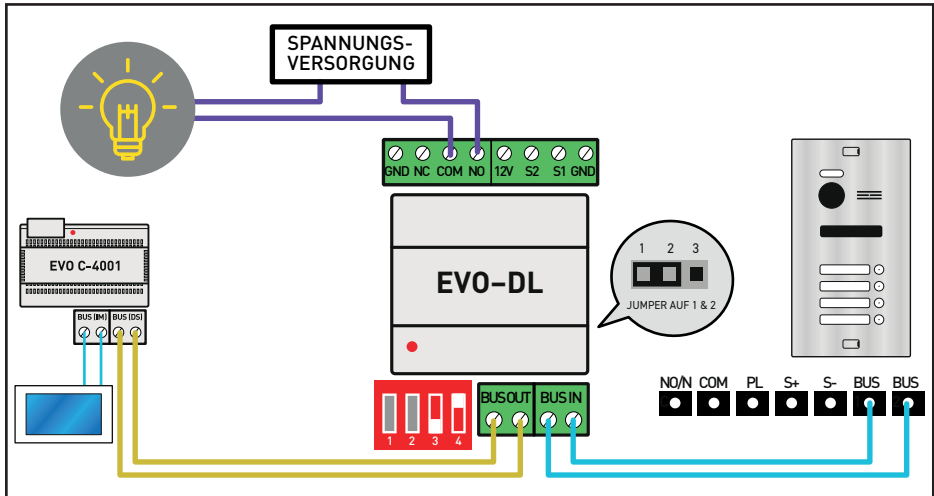 SPANNUNGS-
VERSORGUNG
GND NC COM NO 12V S2 S1 GND
EVO C-4001
BUS (IM) BUS (DS)
EVO-DL
1 2 3
JUMPER AUF 1 & 2
BUS OUT BUS IN
1 2 3 4
NO/N COM PL S+ S- BUS BUS